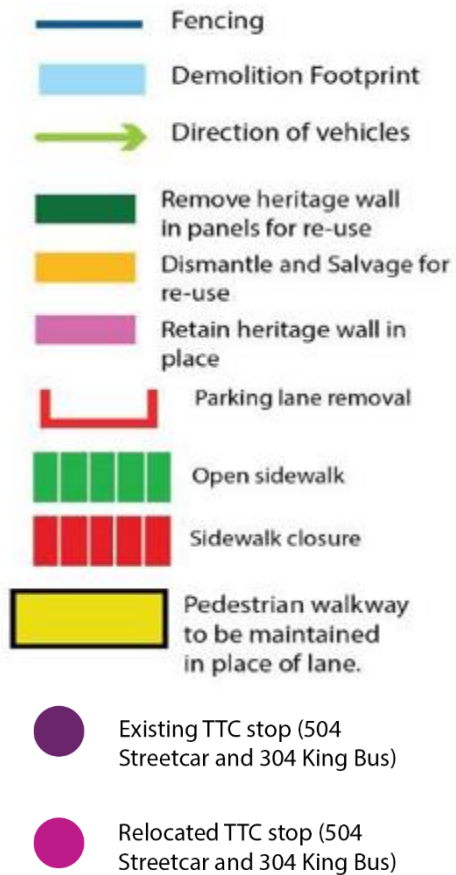 Fencing
Demolition Footprint
Direction of vehicles
Remove heritage wall
in panels for re-use
Dismantle and Salvage for
re-use
Retain heritage wall in
place
Parking lane removal
Open sidewalk
Sidewalk closure
Pedestrian walkway
to be maintained
in place of lane.
Existing TTC stop (504
Streetcar and 304 King Bus)
Relocated TTC stop (504
Streetcar and 304 King Bus)